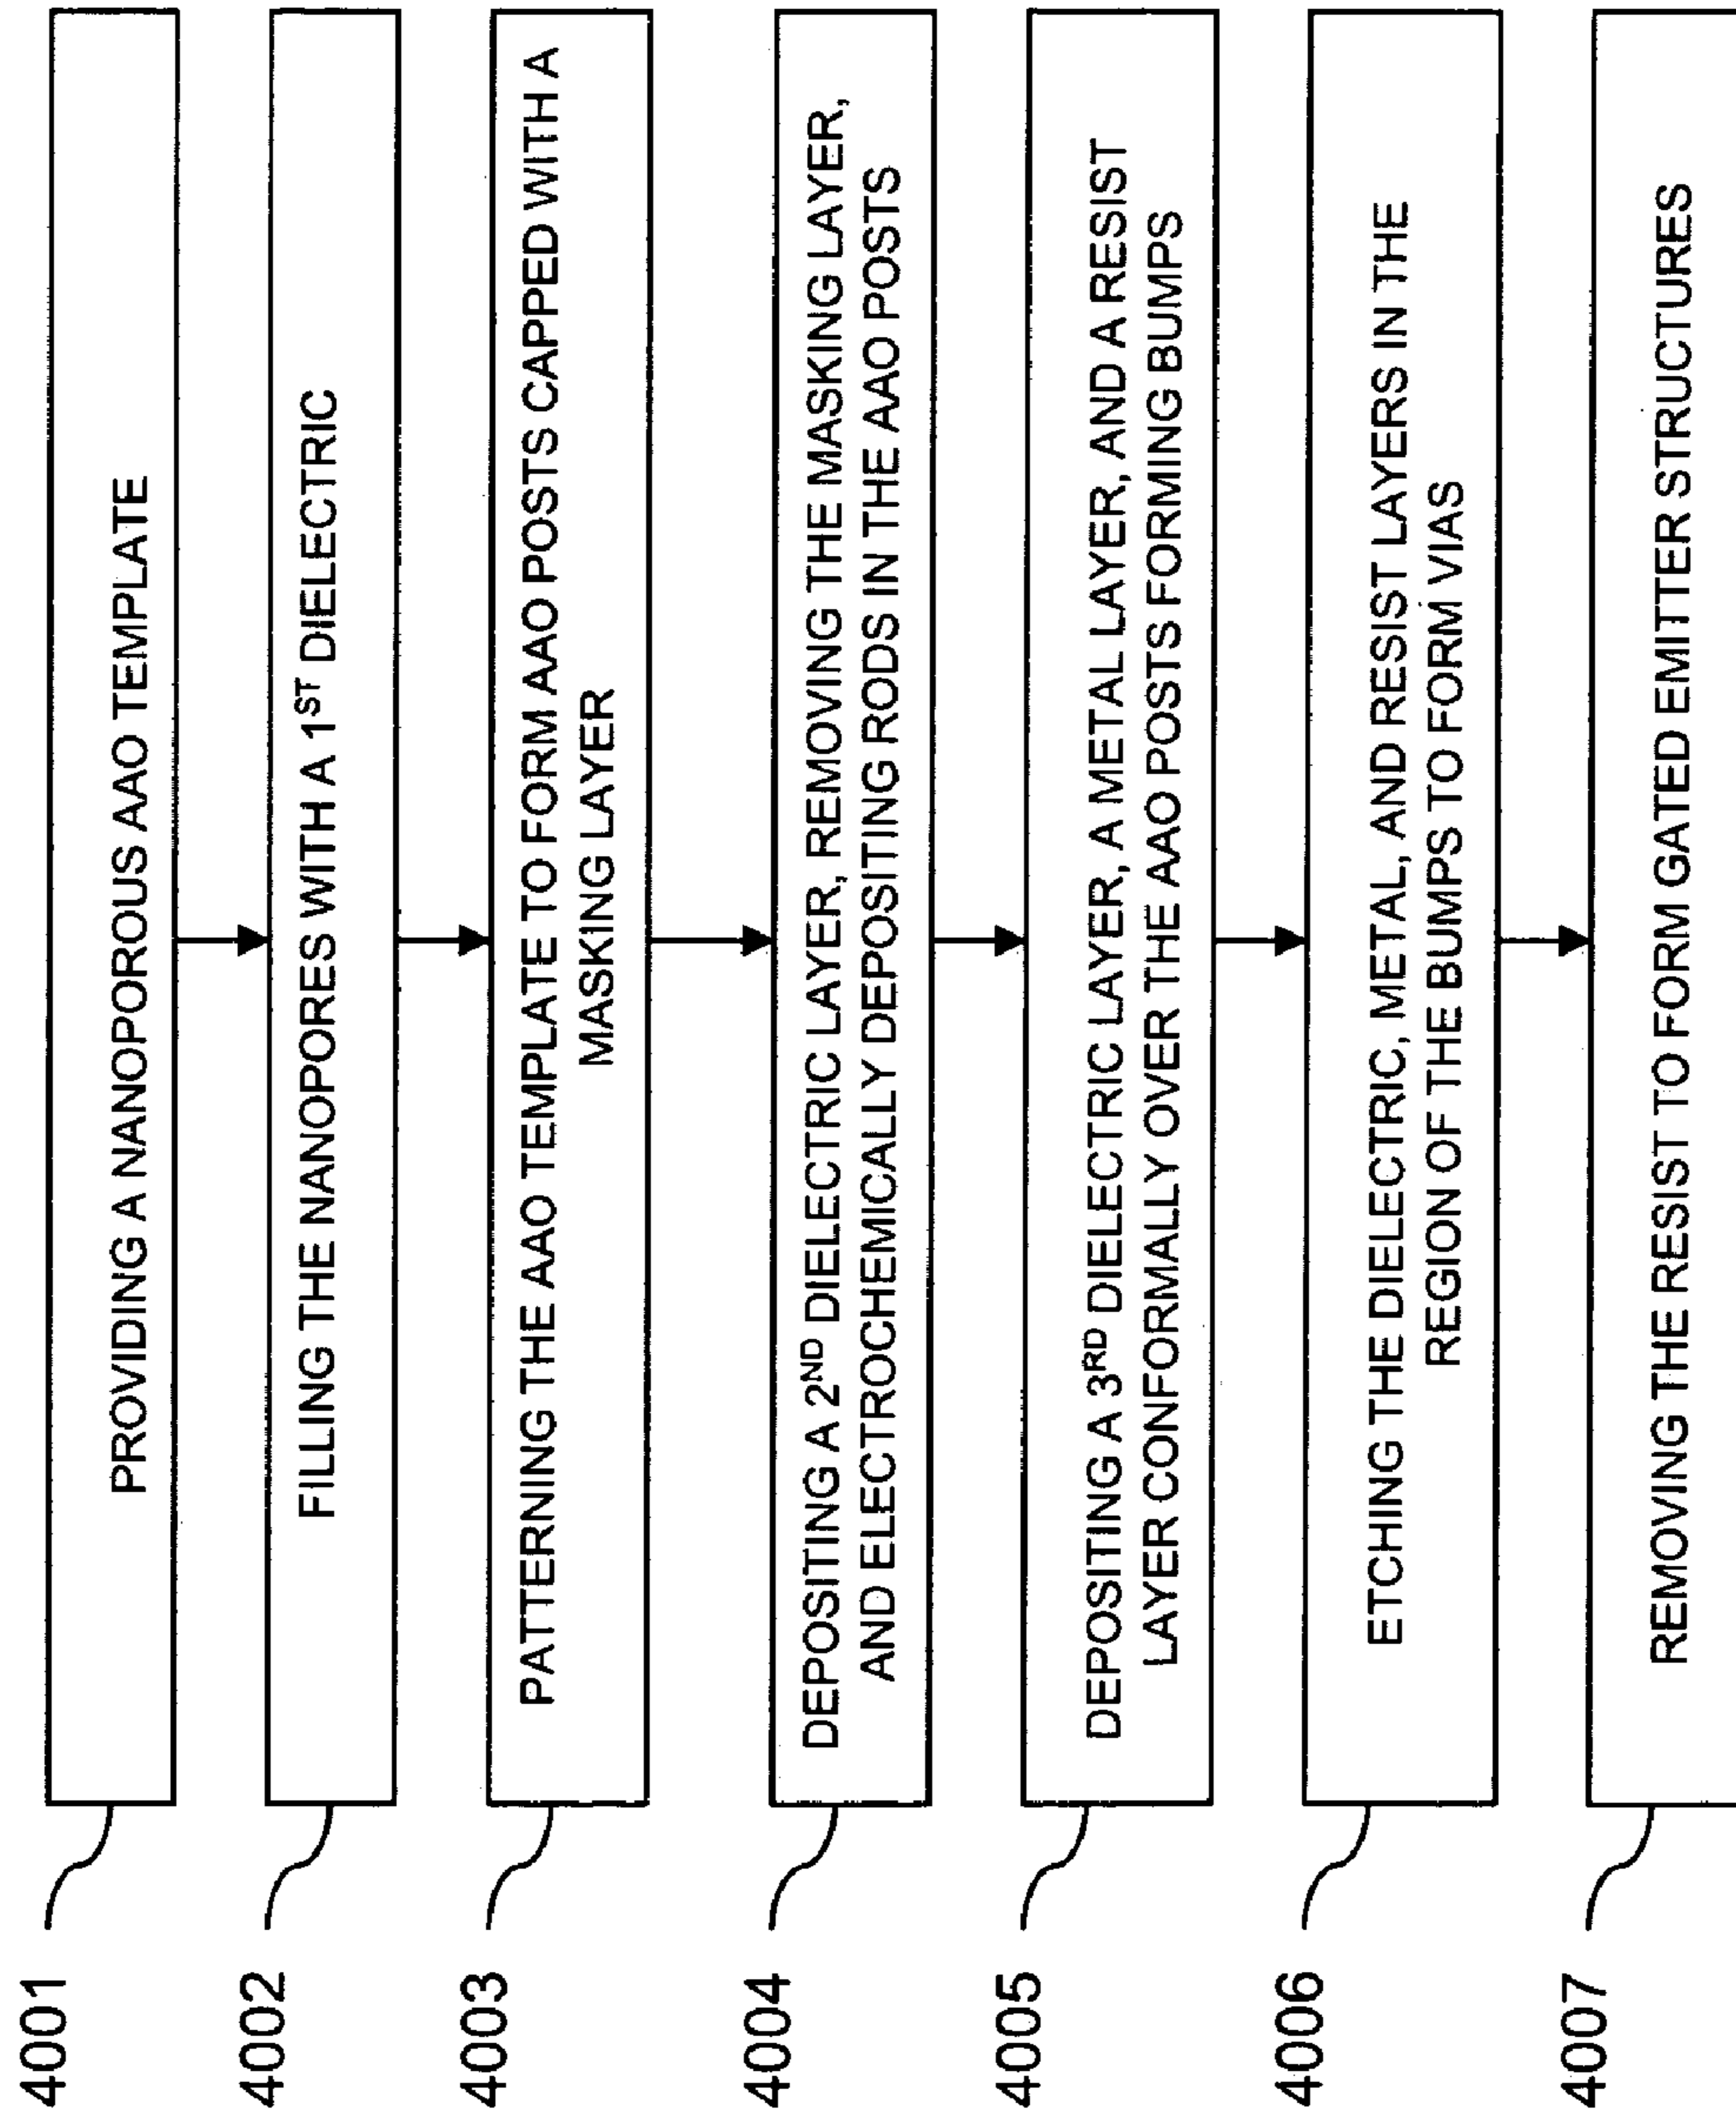 4001
PROVIDING A NANOPOROUS AAO TEMPLATE
4002
FILLING THE NANOPORES WITH A 1ST DIELECTRIC
4003
PATTERNING THE AAO TEMPLATE TO FORM AAO POSTS CAPPED WITH A
MASKING LAYER
4004
DEPOSITING A 2ND DIELECTRIC LAYER, REMOVING THE MASKING LAYER,
AND ELECTROCHEMICALLY DEPOSITING RODS IN THE AAO POSTS
4005
DEPOSITING A 3RD DIELECTRIC LAYER, A METAL LAYER, AND A RESIST
LAYER CONFORMALLY OVER THE AAO POSTS FORMING BUMPS
4006
ETCHING THE DIELECTRIC, METAL, AND RESIST LAYERS IN THE
REGION OF THE BUMPS TO FORM VIAS
4007
REMOVING THE RESIST TO FORM GATED EMITTER STRUCTURES